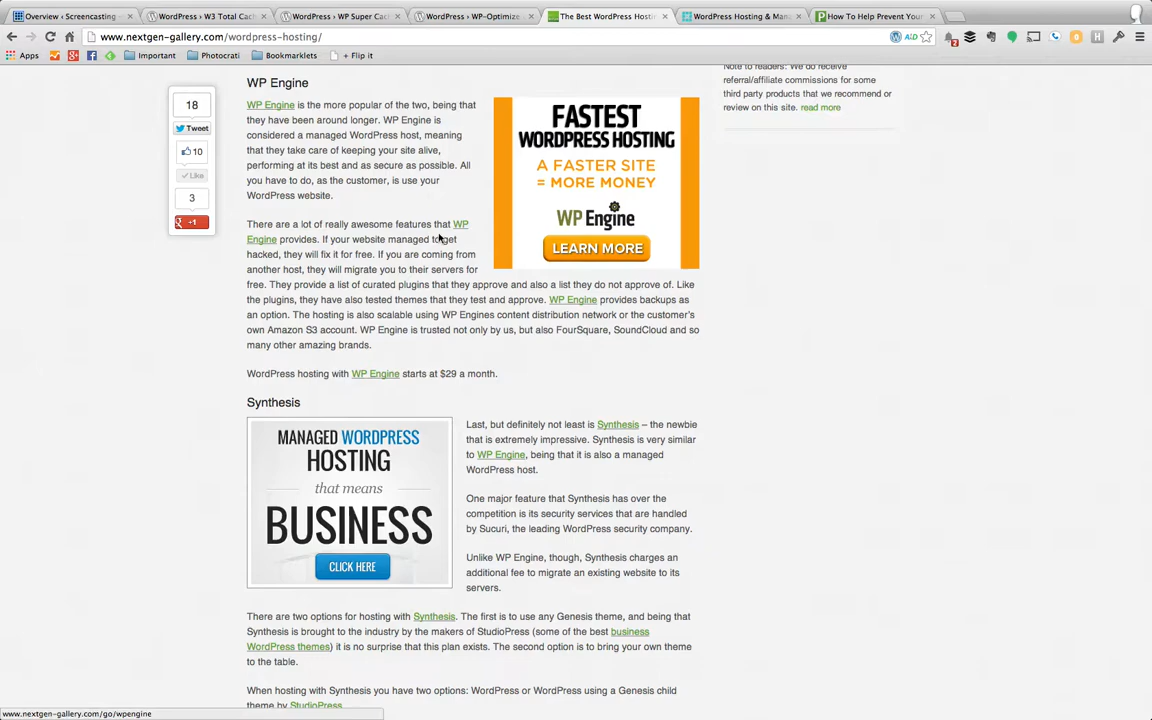 Overview ‹ Screencasting -
WordPress › W3 Total Cac
WordPress › WP Super Cac
WordPress › WP-Optimize
The Best WordPress Hostin
WordPress Hosting & Man
How To Help Prevent Your
www.nextgen-gallery.com/wordpress-hosting/
Apps
Important
Photocrati
Bookmarklets
+ Flip it
2
0
H
18
Tweet
10
Like
3
+1
WP Engine
WP Engine is the more popular of the two, being that
they have been around longer. WP Engine is
considered a managed WordPress host, meaning
that they take care of keeping your site alive,
performing at its best and as secure as possible. All
you have to do, as the customer, is use your
WordPress website.
FASTEST
WORDPRESS HOSTING
A FASTER SITE
= MORE MONEY
WP Engine
LEARN MORE
There are a lot of really awesome features that WP
Engine provides. If your website managed to get
hacked, they will fix it for free. If you are coming from
another host, they will migrate you to their servers for
free. They provide a list of curated plugins that they approve and also a list they do not approve of. Like
the plugins, they have also tested themes that they test and approve. WP Engine provides backups as
an option. The hosting is also scalable using WP Engines content distribution network or the customer's
own Amazon S3 account. WP Engine is trusted not only by us, but also FourSquare, SoundCloud and so
many other amazing brands.
WordPress hosting with WP Engine starts at $29 a month.
Note to readers: We do receive
referral/affiliate commissions for some
third party products that we recommend or
review on this site. read more
Synthesis
MANAGED WORDPRESS
HOSTING
that means
BUSINESS
CLICK HERE
Last, but definitely not least is Synthesis – the newbie
that is extremely impressive. Synthesis is very similar
to WP Engine, being that it is also a managed
WordPress host.
One major feature that Synthesis has over the
competition is its security services that are handled
by Sucuri, the leading WordPress security company.
Unlike WP Engine, though, Synthesis charges an
additional fee to migrate an existing website to its
servers.
There are two options for hosting with Synthesis. The first is to use any Genesis theme, and being that
Synthesis is brought to the industry by the makers of StudioPress (some of the best business
WordPress themes) it is no surprise that this plan exists. The second option is to bring your own theme
to the table.
When hosting with Synthesis you have two options: WordPress or WordPress using a Genesis child
theme by StudioPress.
www.nextgen-gallery.com/go/wpengine